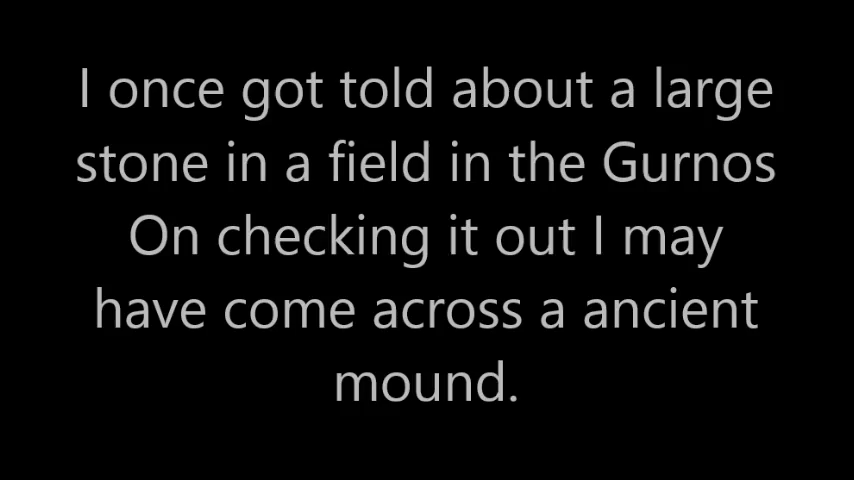 I once got told about a large
stone in a field in the Gurnos
On checking it out I may
have come across a ancient
mound.